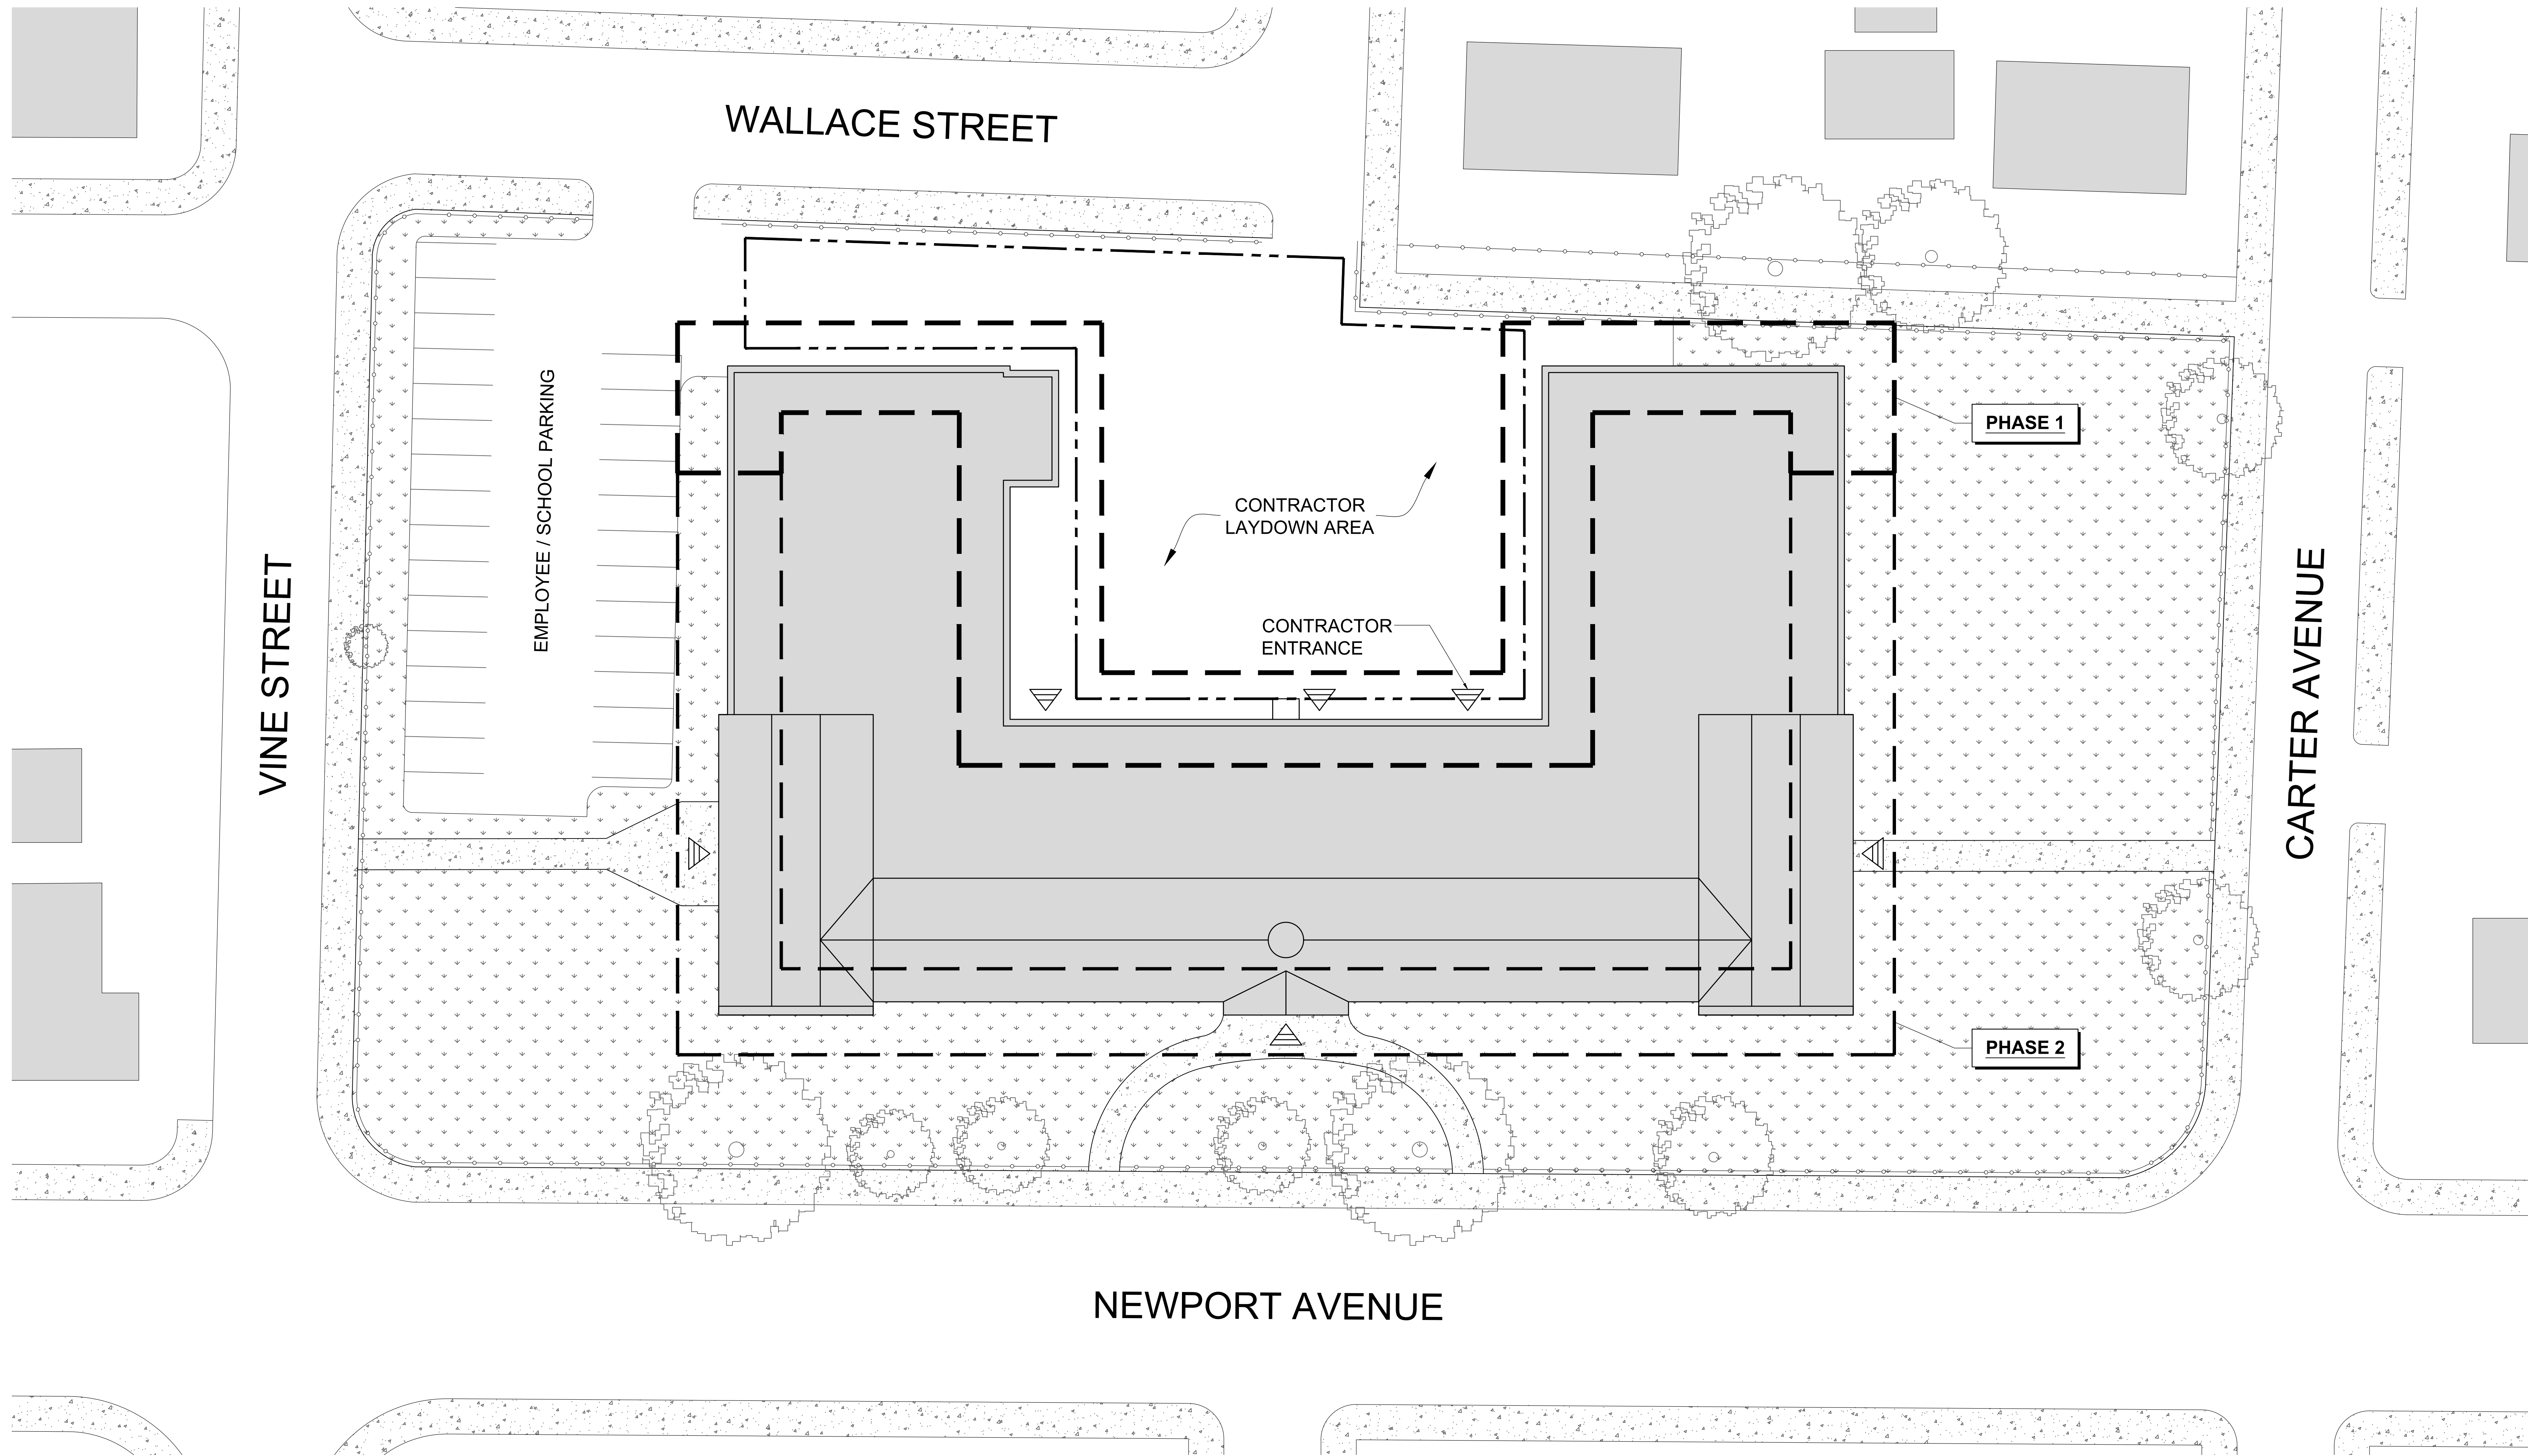 WALLACE STREET
EMPLOYEE / SCHOOL PARKING
PHASE 1
CONTRACTOR
LAYDOWN AREA
CONTRACTOR
ENTRANCE
VINE STREET
CARTER AVENUE
PHASE 2
NEWPORT AVENUE